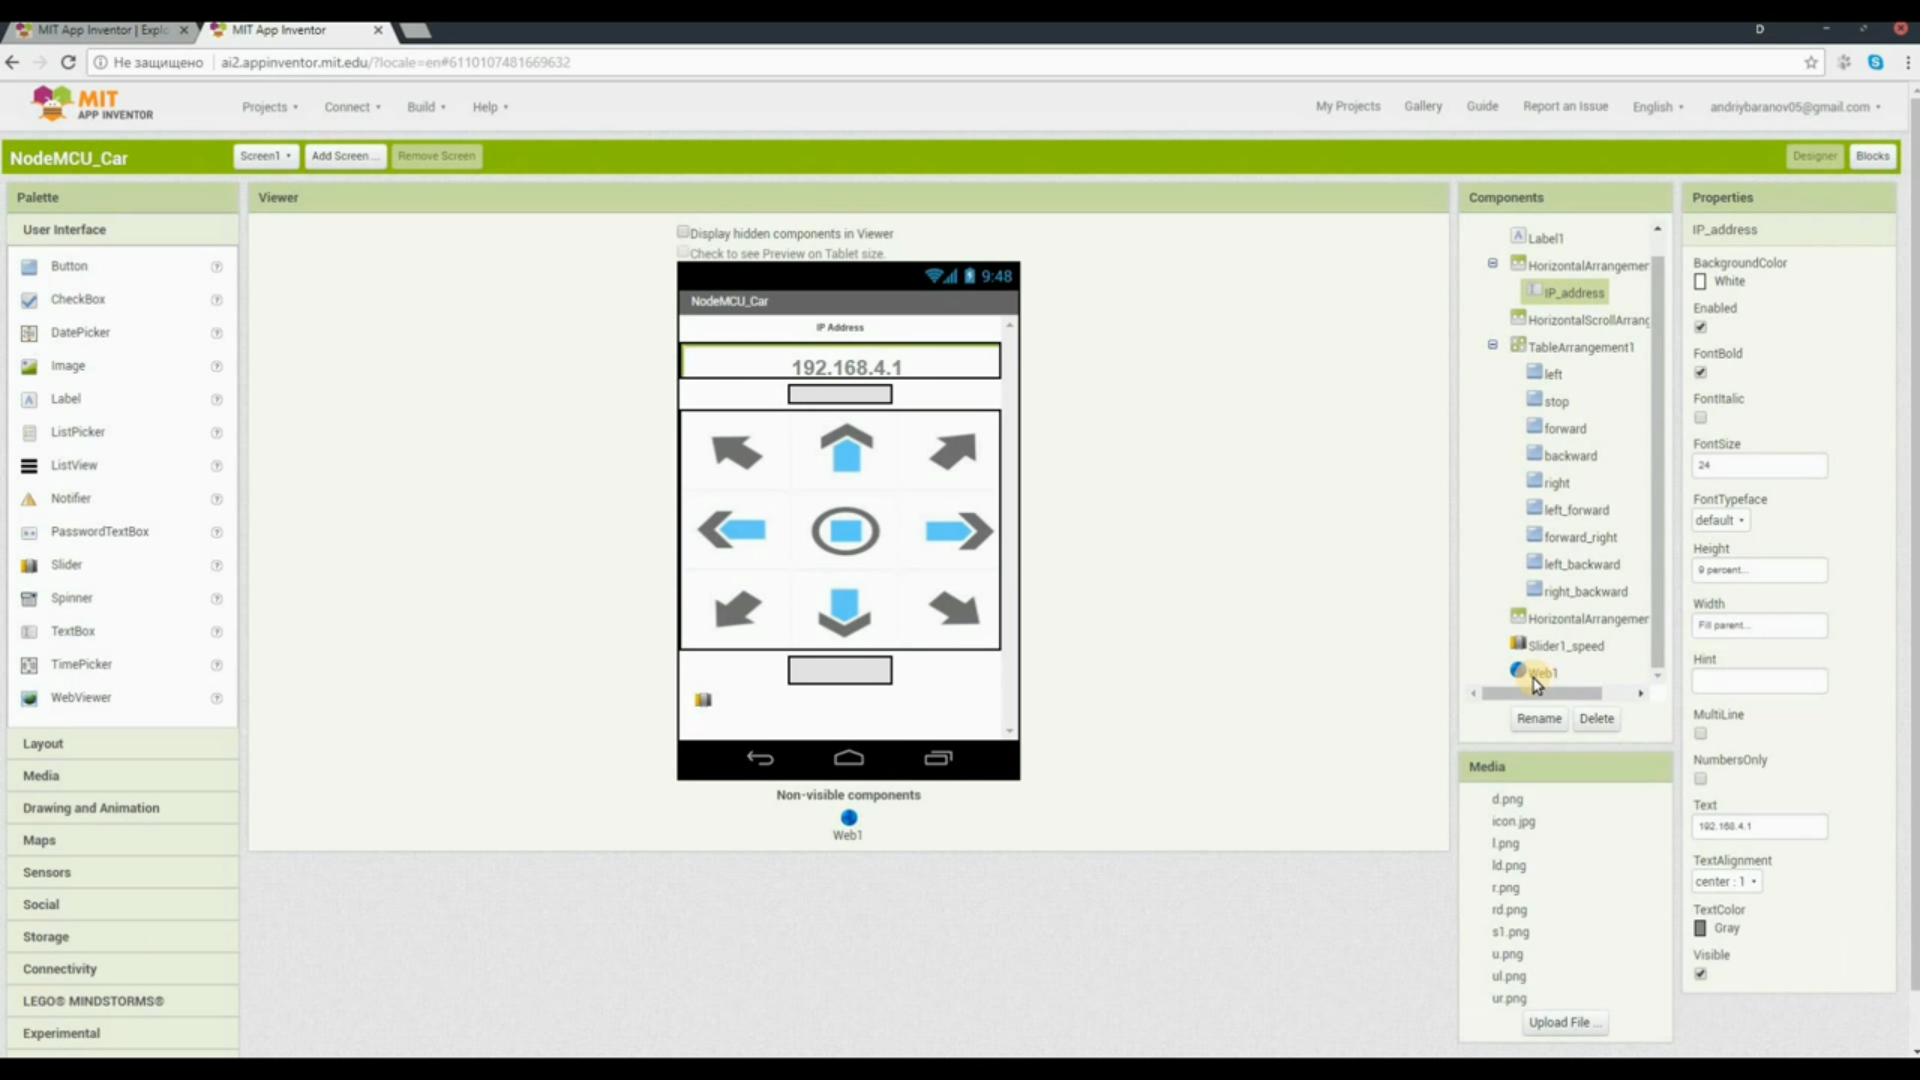 MIT App Inventor | Explo
MIT App Inventor
D
Не защищено
ai2.appinventor.mit.edu/?locale=en#6110107481669632
MIT
APP INVENTOR
Projects
Connect
Build
Help
My Projects
Gallery
Guide
Report an Issue
English
andriybaranov05@gmail.com
NodeMCU_Car
Screen1
Add Screen ...
Remove Screen
Designer
Blocks
Palette
User Interface
Button
CheckBox
DatePicker
Image
Label
ListPicker
ListView
Notifier
PasswordTextBox
Slider
Spinner
TextBox
TimePicker
WebViewer
Layout
Media
Drawing and Animation
Maps
Sensors
Social
Storage
Connectivity
LEGO® MINDSTORMS®
Experimental
Viewer
Display hidden components in Viewer
Check to see Preview on Tablet size.
9:48
NodeMCU_Car
IP Address
192.168.4.1
Non-visible components
Web1
Components
Label1
HorizontalArrangemer
IP_address
HorizontalScrollArrang
TableArrangement1
left
stop
forward
backward
right
left_forward
forward_right
left_backward
right_backward
HorizontalArrangemer
Slider1_speed
Web1
Rename
Delete
Media
d.png
icon.jpg
l.png
ld.png
r.png
rd.png
s1.png
u.png
ul.png
ur.png
Upload File ...
Properties
IP_address
BackgroundColor
White
Enabled
FontBold
FontItalic
FontSize
24
FontTypeface
default
Height
9 percent...
Width
Fill parent...
Hint
MultiLine
NumbersOnly
Text
192.168.4.1
TextAlignment
center : 1
TextColor
Gray
Visible